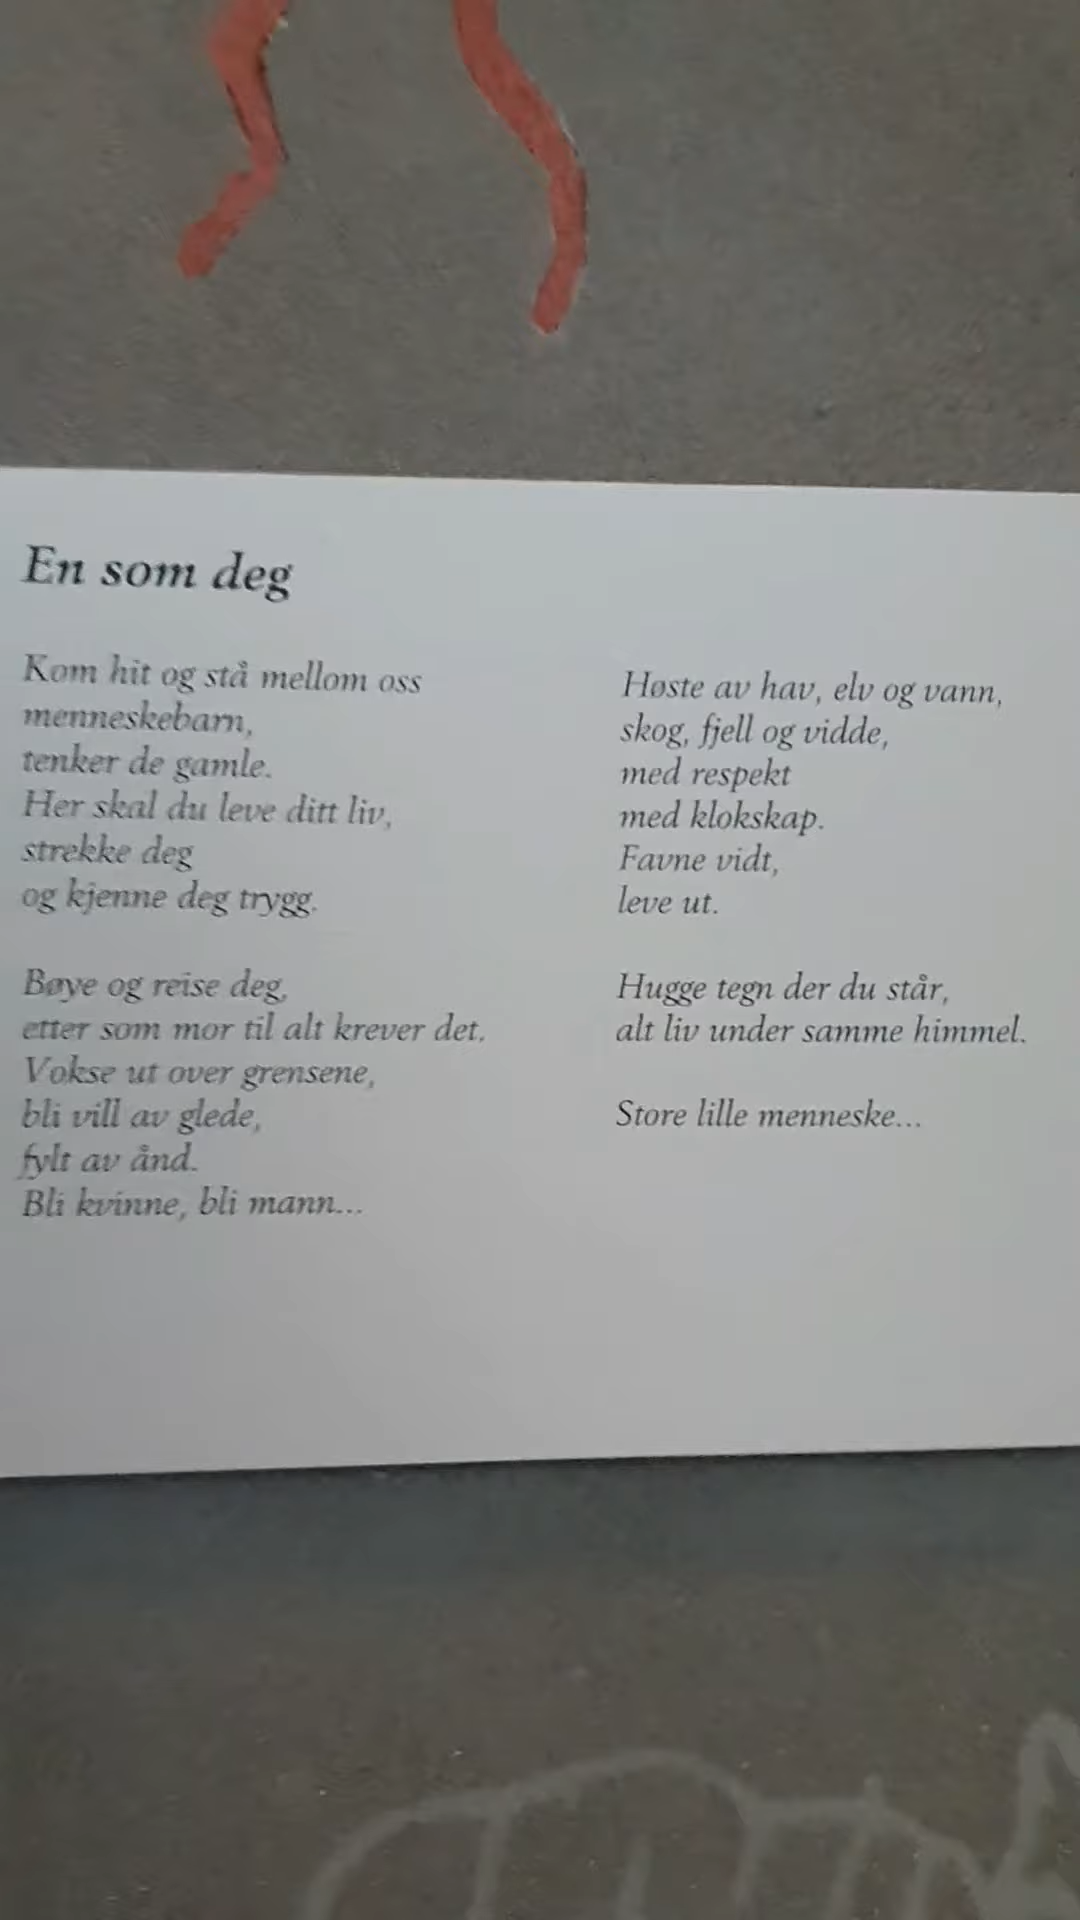 En som deg
Kom hit og stå mellom oss
menneskebarn,
tenker de gamle.
Her skal du leve ditt liv,
strekke deg
og kjenne deg trygg.
Bøye og reise deg,
etter som mor til alt krever det.
Vokse ut over grensene,
bli vill av glede,
fylt av ånd.
Bli kvinne, bli mann...
Høste av hav, elv og vann,
skog, fjell og vidde,
med respekt
med klokskap.
Favne vidt,
leve ut.
Hugge tegn der du står,
alt liv under samme himmel.
Store lille menneske...